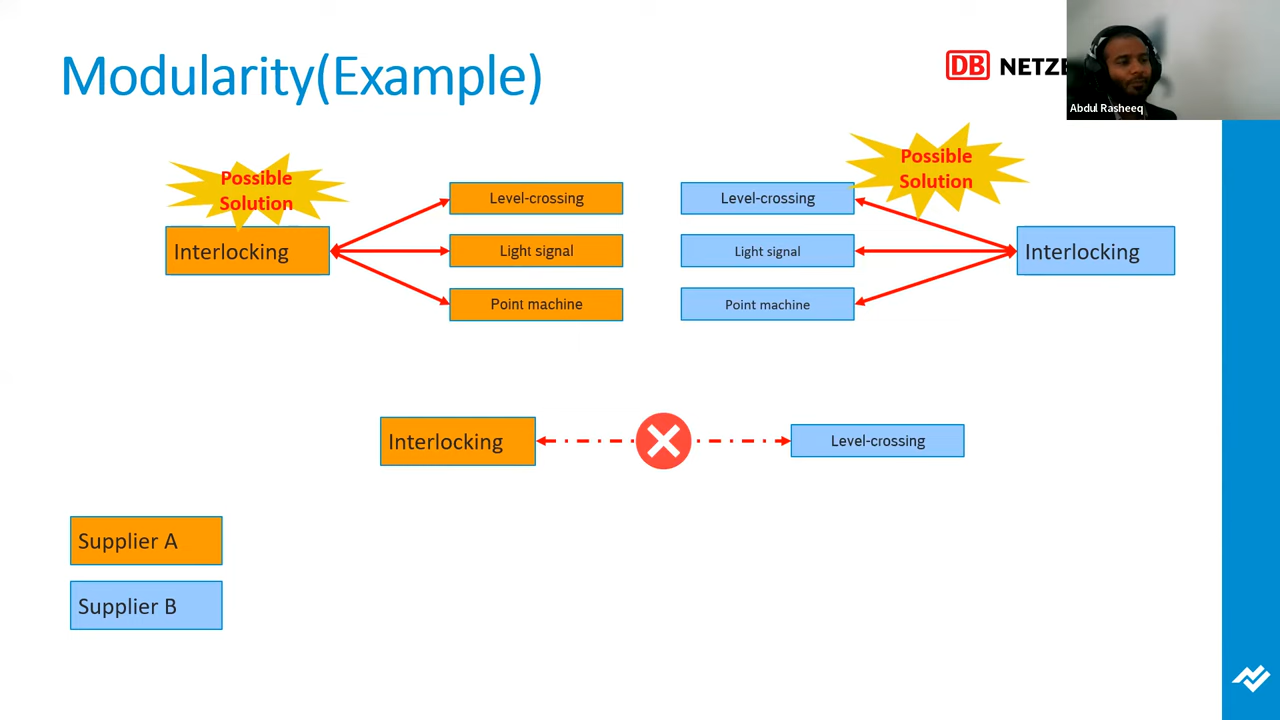 Modularity(Example)
DB
Abdul Rasheeq
Possible
Solution
Interlocking
Level-crossing
Light signal
Point machine
Level-crossing
Light signal
Point machine
Possible
Solution
Interlocking
Interlocking
Level-crossing
Supplier A
Supplier B